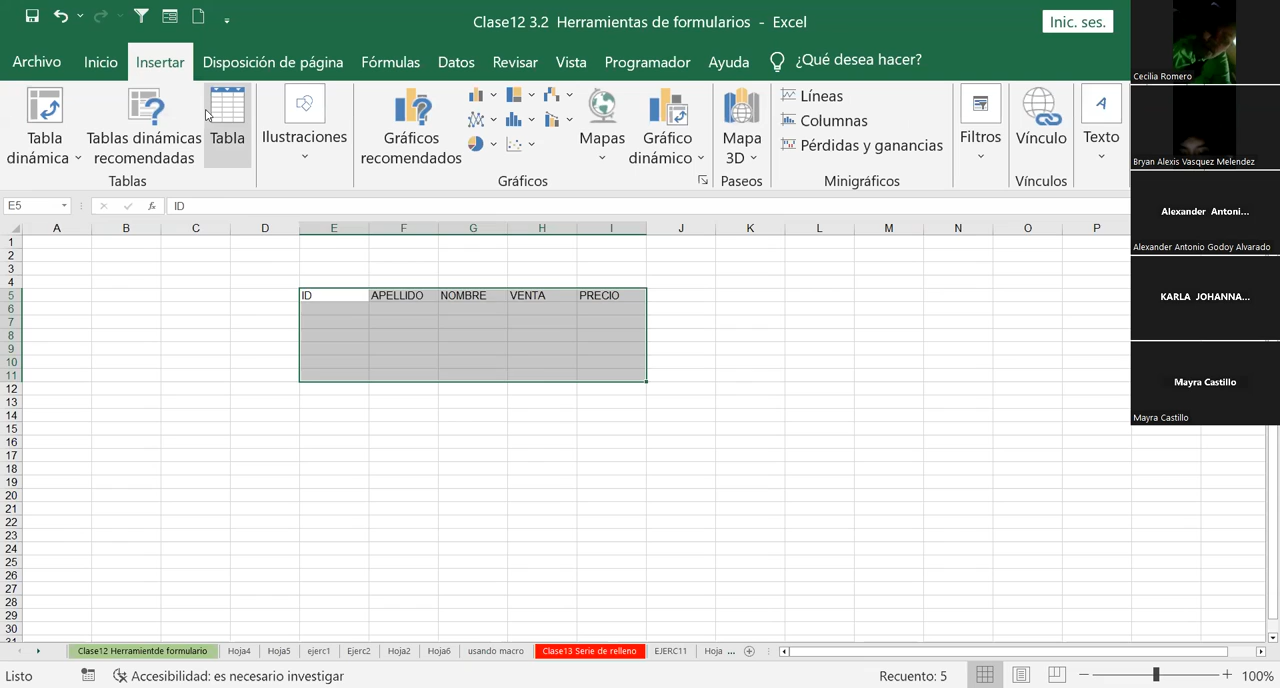 Clase12 3.2 Herramientas de formularios - Excel
Inic. ses.
Archivo Inicio Insertar Disposición de página Fórmulas Datos Revisar Vista Programador Ayuda ¿Qué desea hacer?
Tabla dinámica
Tablas dinámicas recomendadas
Tabla
Tablas
Ilustraciones
Gráficos recomendados
Mapas
Gráfico dinámico
Gráficos
Mapa 3D
Paseos
Líneas
Columnas
Pérdidas y ganancias
Minigráficos
Filtros
Vínculo
Vínculos
Texto
E5 fx ID
A B C D E F G H I J K L M N O P
1
2
3
4
5 ID APELLIDO NOMBRE VENTA PRECIO
6
7
8
9
10
11
12
13
14
15
16
17
18
19
20
21
22
23
24
25
26
27
28
29
30
31
Clase12 Herramientde formulario Hoja4 Hoja5 ejerc1 Ejerc2 Hoja2 Hoja6 usando macro Clase13 Serie de relleno EJERC11 Hoja ...
Listo Accesibilidad: es necesario investigar Recuento: 5 100%
Cecilia Romero
Bryan Alexis Vasquez Melendez
Alexander Antoni...
Alexander Antonio Godoy Alvarado
KARLA JOHANNA...
Mayra Castillo
Mayra Castillo